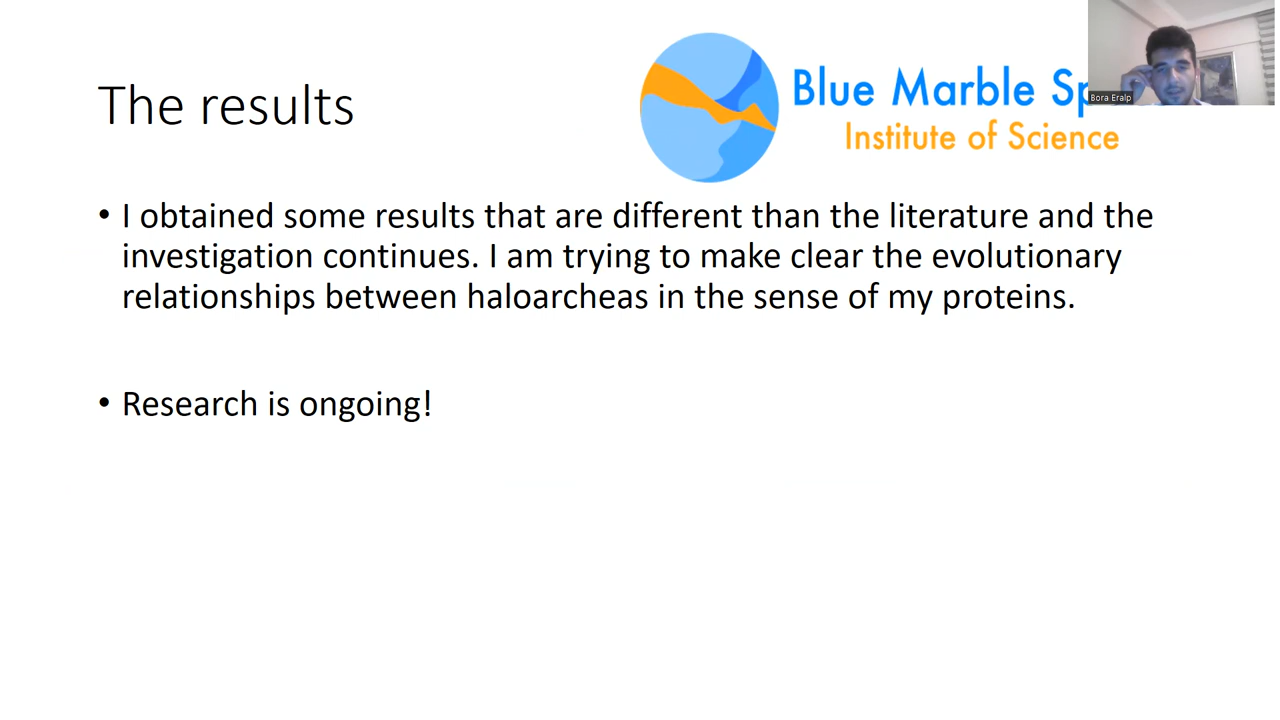 The results
Blue Marble Sp
Institute of Science
Bora Eralp
• I obtained some results that are different than the literature and the
investigation continues. I am trying to make clear the evolutionary
relationships between haloarcheas in the sense of my proteins.
• Research is ongoing!